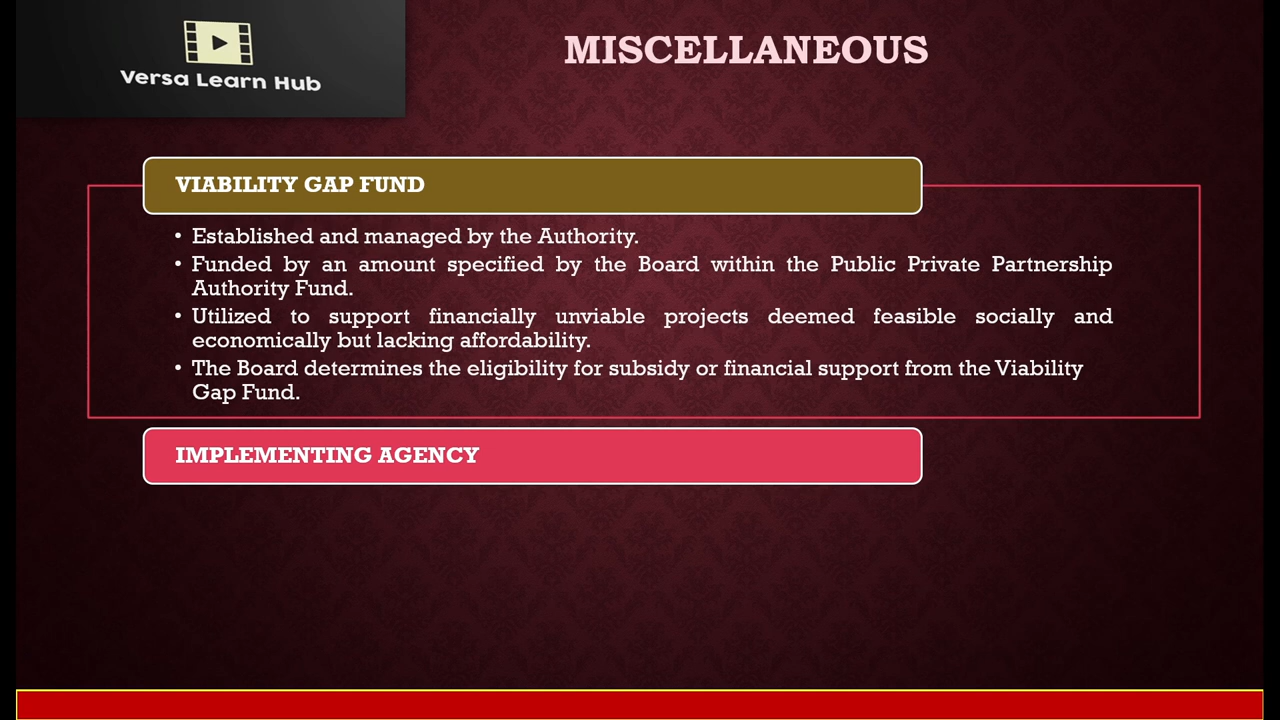 Versa Learn Hub
MISCELLANEOUS
VIABILITY GAP FUND
• Established and managed by the Authority.
• Funded by an amount specified by the Board within the Public Private Partnership
Authority Fund.
• Utilized to support financially unviable projects deemed feasible socially and
economically but lacking affordability.
• The Board determines the eligibility for subsidy or financial support from the Viability
Gap Fund.
IMPLEMENTING AGENCY